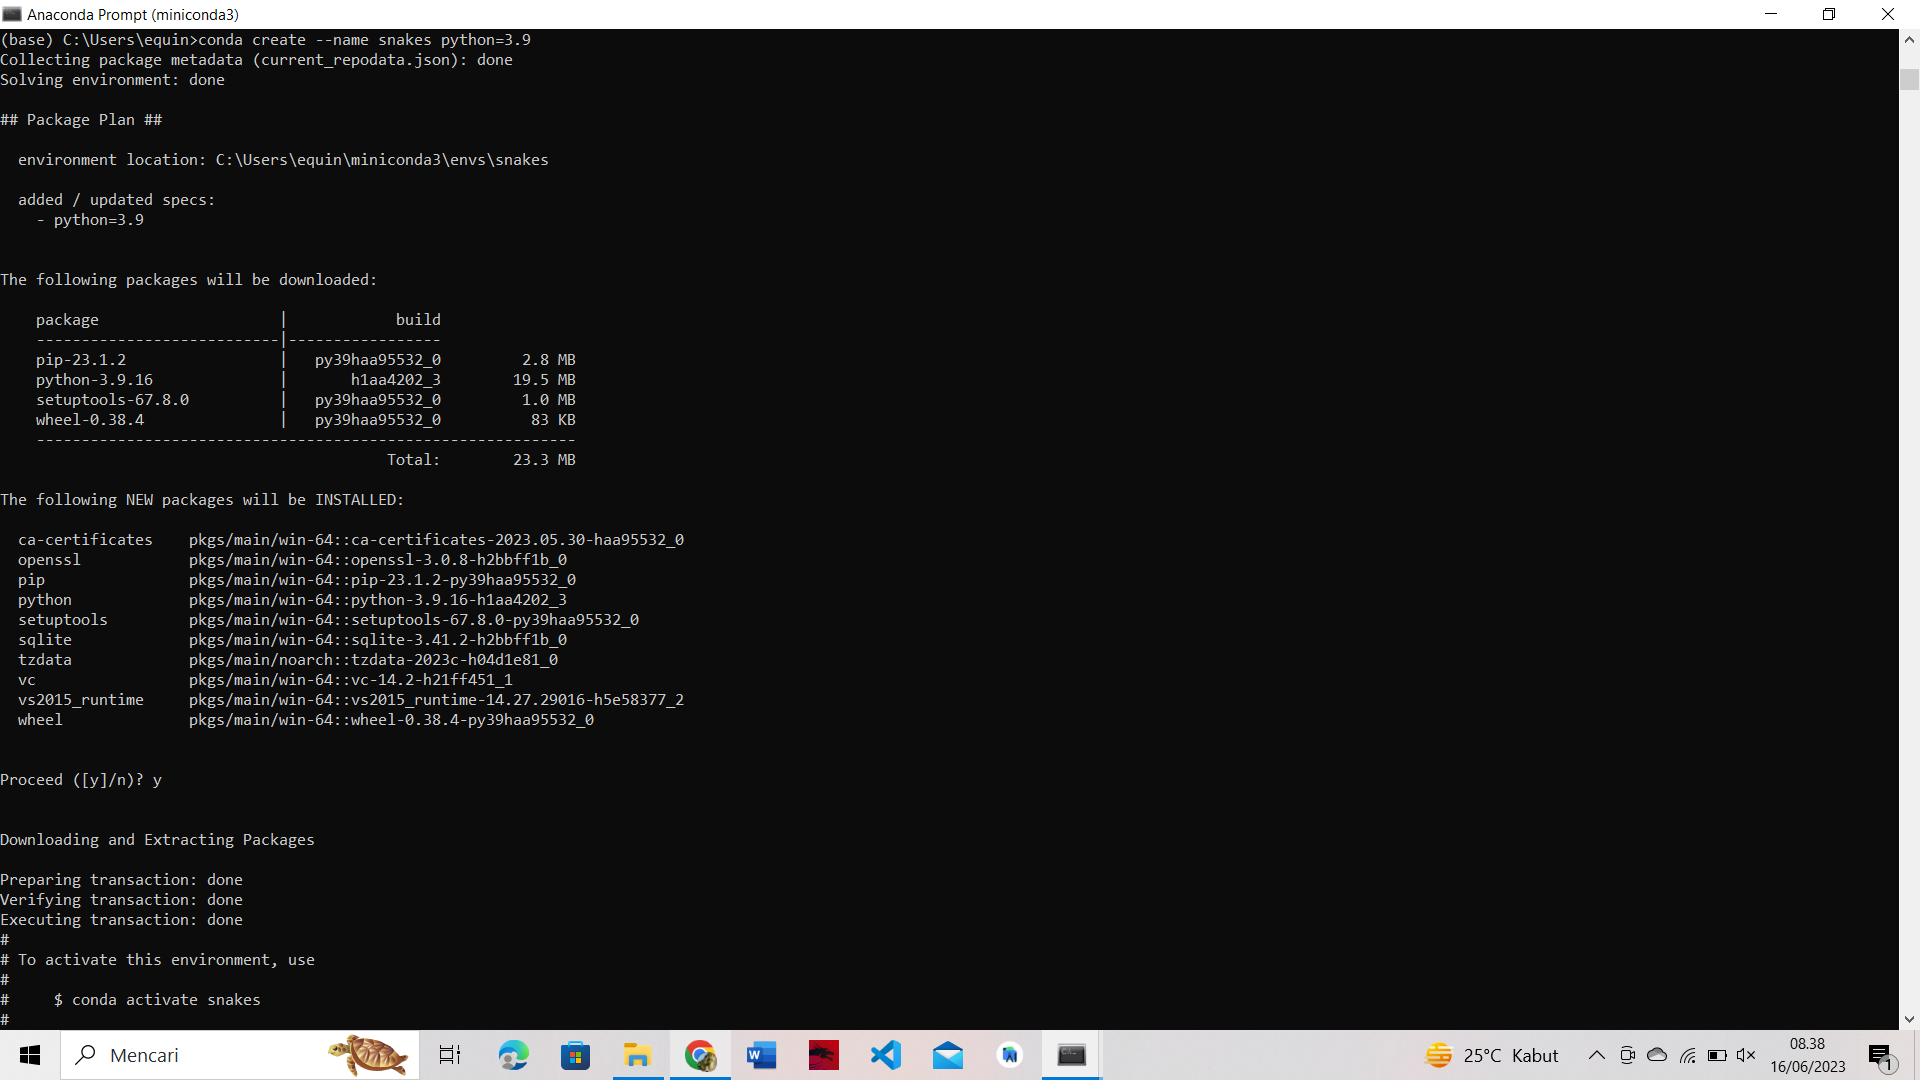 Anaconda Prompt (miniconda3)
(base) C:\Users\equin>conda create --name snakes python=3.9
Collecting package metadata (current_repodata.json): done
Solving environment: done
## Package Plan ##
environment location: C:\Users\equin\miniconda3\envs\snakes
added / updated specs:
- python=3.9
The following packages will be downloaded:
package | build
---------------------------|-----------------
pip-23.1.2 | py39haa95532_0 2.8 MB
python-3.9.16 | h1aa4202_3 19.5 MB
setuptools-67.8.0 | py39haa95532_0 1.0 MB
wheel-0.38.4 | py39haa95532_0 83 KB
------------------------------------------------------------
Total: 23.3 MB
The following NEW packages will be INSTALLED:
ca-certificates pkgs/main/win-64::ca-certificates-2023.05.30-haa95532_0
openssl pkgs/main/win-64::openssl-3.0.8-h2bbff1b_0
pip pkgs/main/win-64::pip-23.1.2-py39haa95532_0
python pkgs/main/win-64::python-3.9.16-h1aa4202_3
setuptools pkgs/main/win-64::setuptools-67.8.0-py39haa95532_0
sqlite pkgs/main/win-64::sqlite-3.41.2-h2bbff1b_0
tzdata pkgs/main/noarch::tzdata-2023c-h04d1e81_0
vc pkgs/main/win-64::vc-14.2-h21ff451_1
vs2015_runtime pkgs/main/win-64::vs2015_runtime-14.27.29016-h5e58377_2
wheel pkgs/main/win-64::wheel-0.38.4-py39haa95532_0
Proceed ([y]/n)? y
Downloading and Extracting Packages
Preparing transaction: done
Verifying transaction: done
Executing transaction: done
#
# To activate this environment, use
#
# $ conda activate snakes
#
Mencari
25°C Kabut
08.38
16/06/2023
1